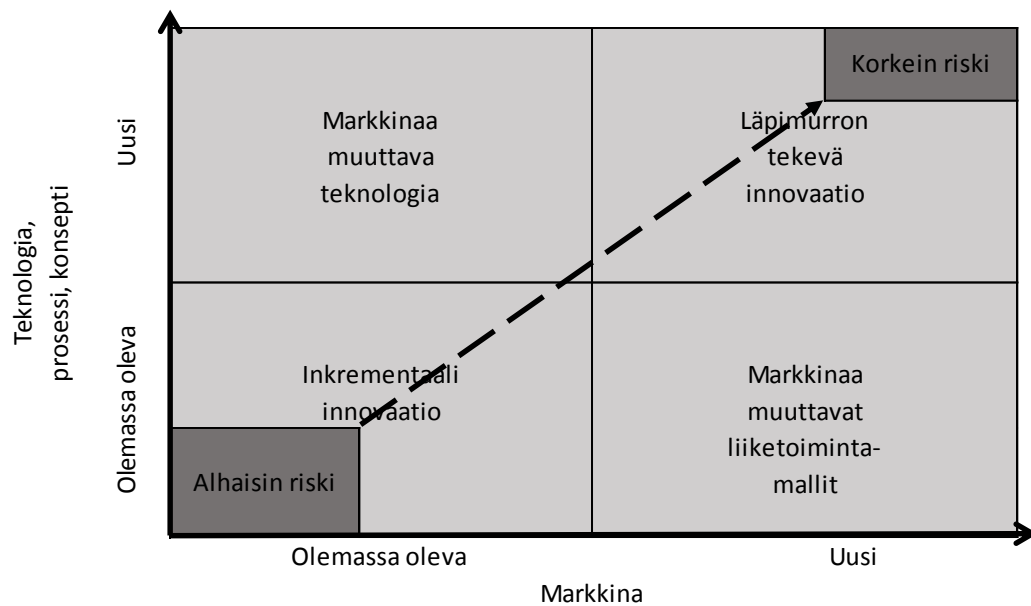 Korkein riski
Markkinaa
muuttava
teknologia
Läpimurron
tekevä
innovaatio
Uusi
Teknologia,
prosessi, konsepti
Olemassa oleva
Inkrementaali
innovaatio
Markkinaa
muuttavat
liiketoiminta-
mallit
Alhaisin riski
Olemassa oleva
Uusi
Markkina